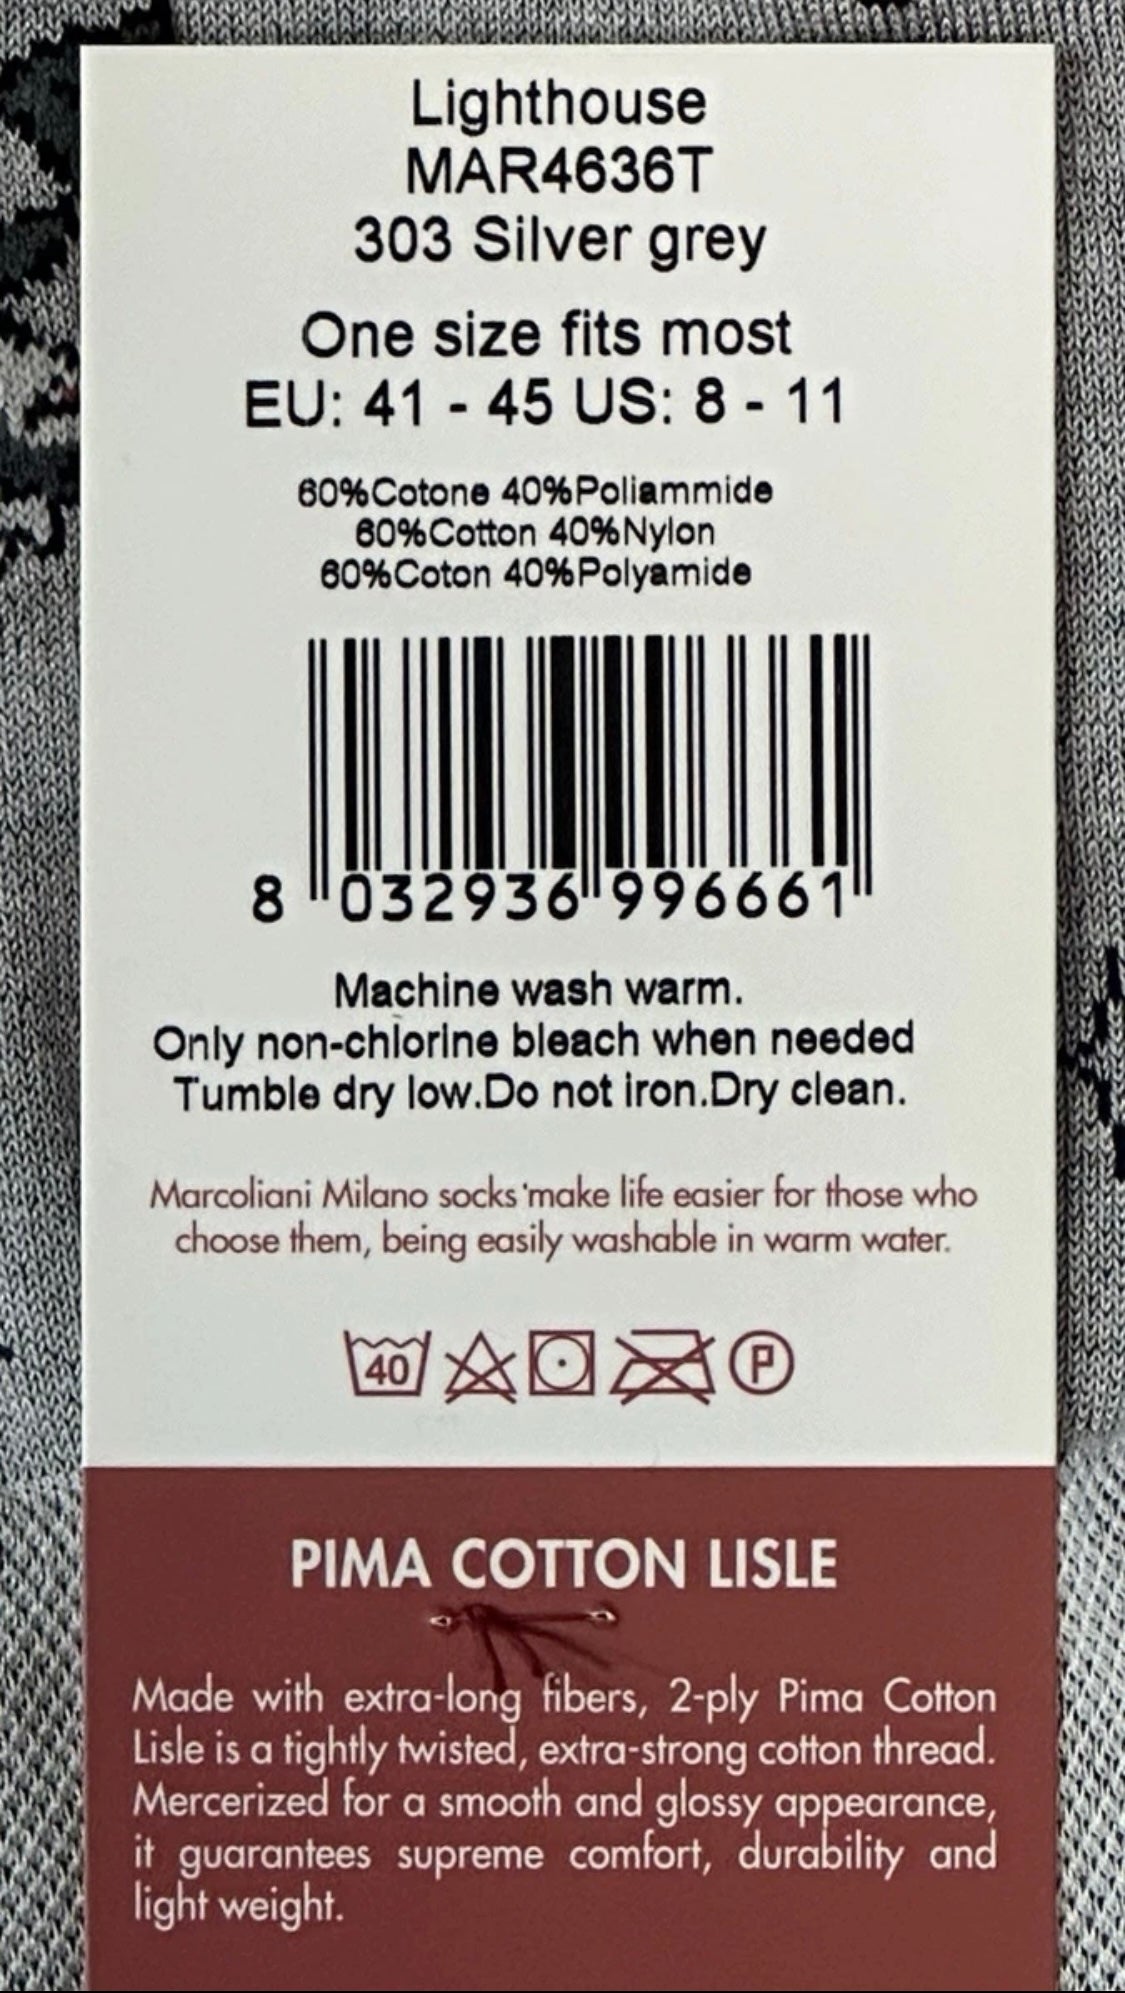 Lighthouse
MAR4636T
303 Silver grey
One size fits most
EU: 41 - 45 US: 8 - 11
60%Cotone 40%Poliammide
60%Cotton 40%Nylon
60%Coton 40%Polyamide
8 032936 996661
Machine wash warm.
Only non-chlorine bleach when needed
Tumble dry low.Do not iron.Dry clean.
Marcoliani Milano socks make life easier for those who
choose them, being easily washable in warm water.
40 P
PIMA COTTON LISLE
Made with extra-long fibers, 2-ply Pima Cotton
Lisle is a tightly twisted, extra-strong cotton thread.
Mercerized for a smooth and glossy appearance,
it guarantees supreme comfort, durability and
light weight.